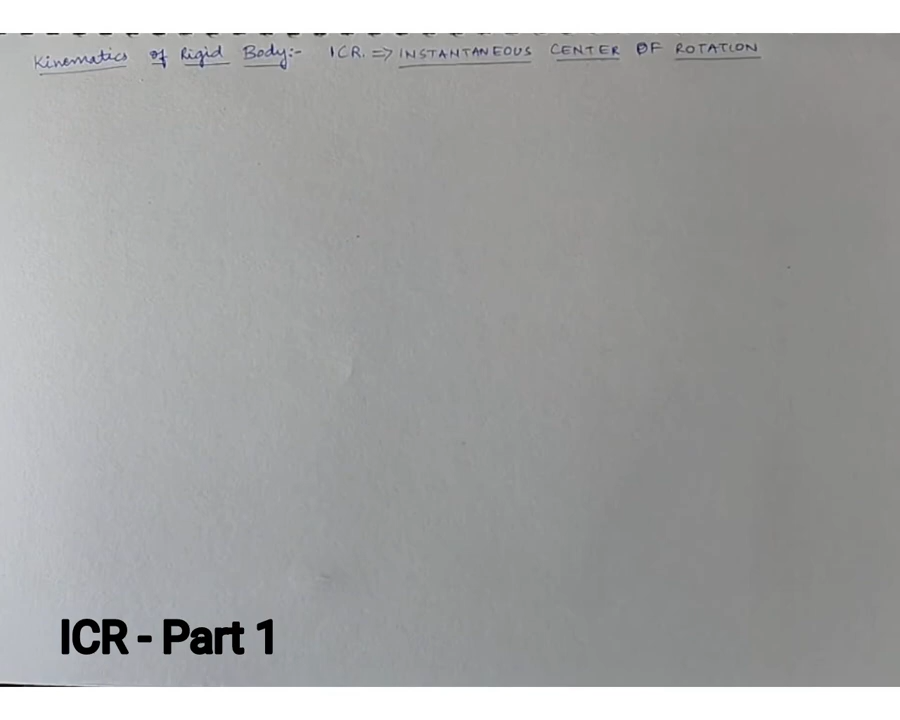 Kinematics of Rigid Body:- ICR. => INSTANTANEOUS CENTER OF ROTATION
ICR - Part 1